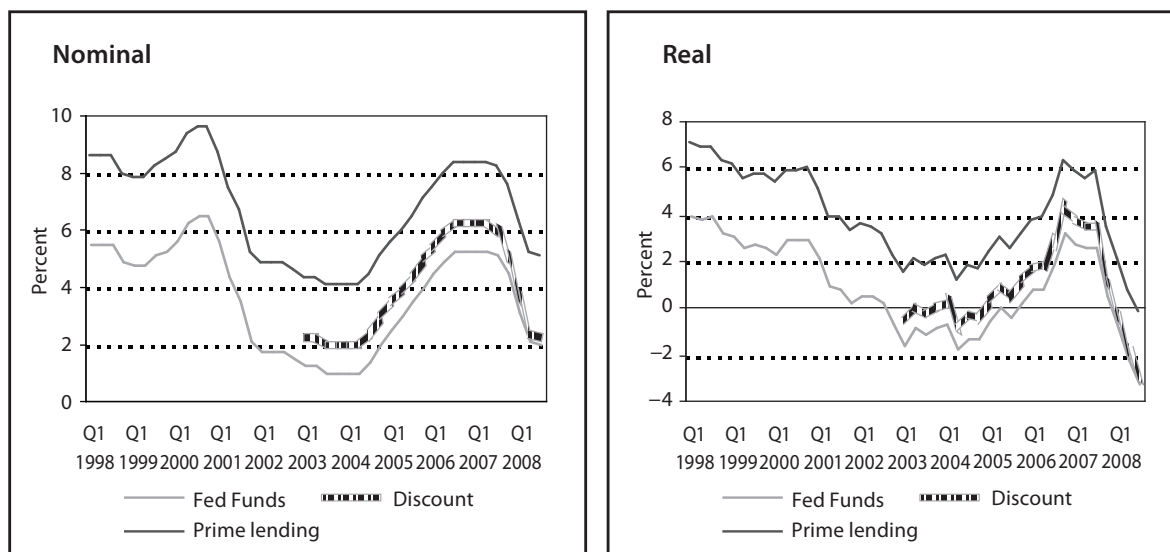 Nominal
Percent
10
8
6
4
2
0
Q1 Q1 Q1 Q1 Q1 Q1 Q1 Q1 Q1 Q1 Q1
1998 1999 2000 2001 2002 2003 2004 2005 2006 2007 2008
Fed Funds Discount
Prime lending
Real
Percent
8
6
4
2
0
−2
−4
Q1 Q1 Q1 Q1 Q1 Q1 Q1 Q1 Q1 Q1 Q1
1998 1999 2000 2001 2002 2003 2004 2005 2006 2007 2008
Fed Funds Discount
Prime lending